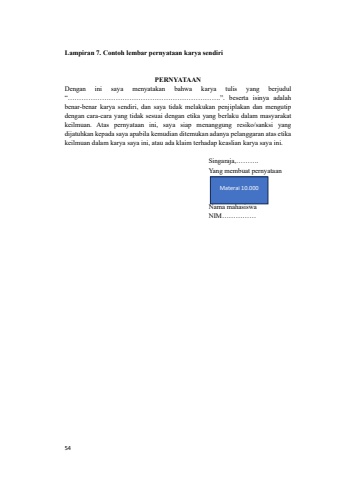 Lampiran 7. Contoh lembar pernyataan karya sendiri
PERNYATAAN
Dengan ini saya menyatakan bahwa karya tulis yang berjudul
“……………………………………………………………”. beserta isinya adalah
benar-benar karya sendiri, dan saya tidak melakukan penjiplakan dan mengutip
dengan cara-cara yang tidak sesuai dengan etika yang berlaku dalam masyarakat
keilmuan. Atas pernyataan ini, saya siap menanggung resiko/sanksi yang
dijatuhkan kepada saya apabila kemudian ditemukan adanya pelanggaran atas etika
keilmuan dalam karya saya ini, atau ada klaim terhadap keaslian karya saya ini.
Singaraja,……….
Yang membuat pernyataan
Materai 10.000
Nama mahasiswa
NIM……………
54